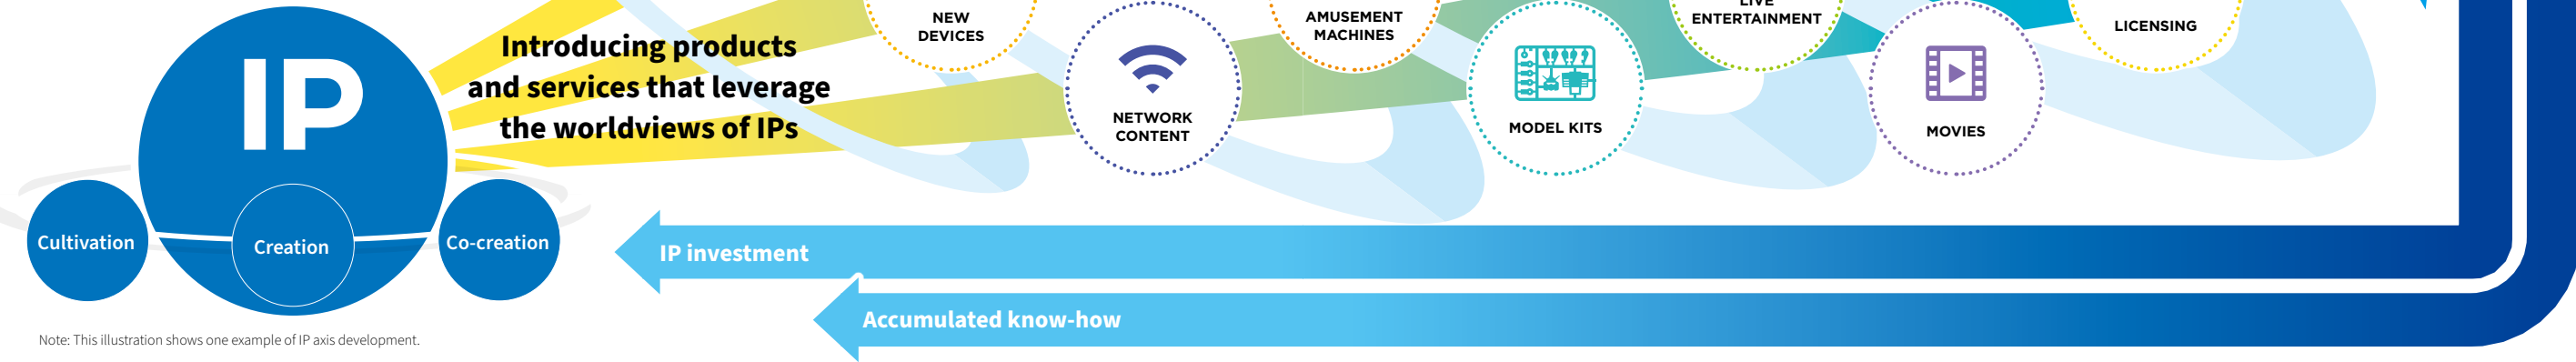 IP
Cultivation
Creation
Co-creation
Introducing products
and services that leverage
the worldviews of IPs
NEW
DEVICES
NETWORK
CONTENT
AMUSEMENT
MACHINES
MODEL KITS
LIVE
ENTERTAINMENT
MOVIES
LICENSING
IP investment
Accumulated know-how
Note: This illustration shows one example of IP axis development.